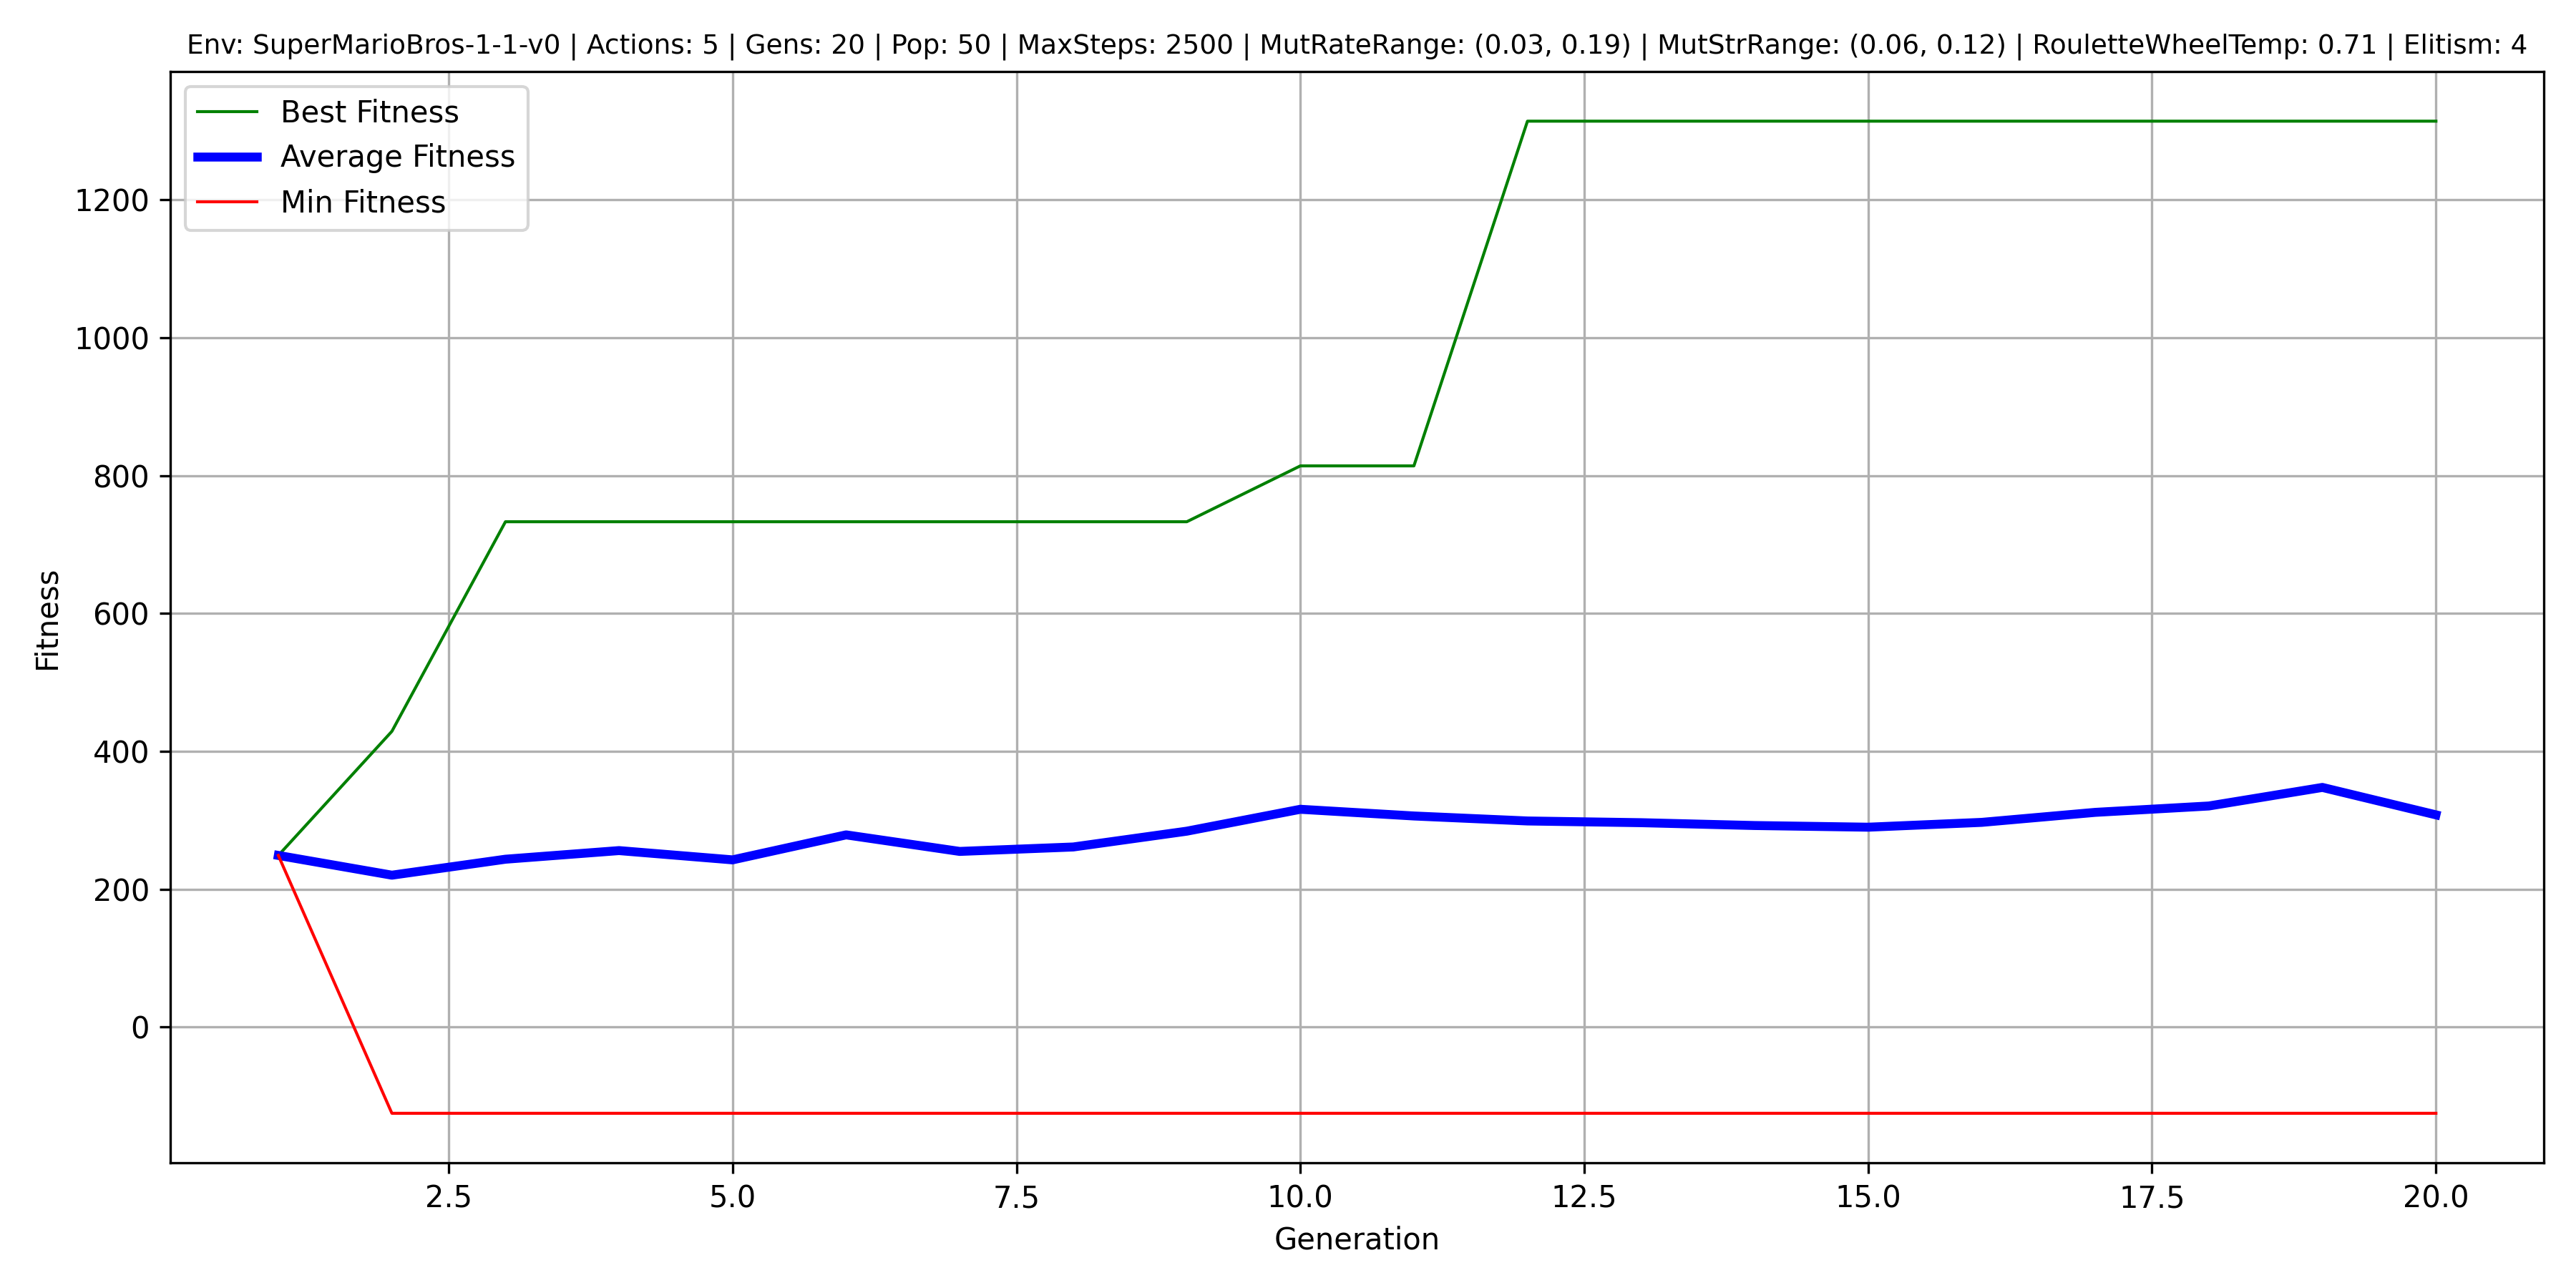 Env: SuperMarioBros-1-1-v0 | Actions: 5 | Gens: 20 | Pop: 50 | MaxSteps: 2500 | MutRateRange: (0.03, 0.19) | MutStrRange: (0.06, 0.12) | RouletteWheelTemp: 0.71 | Elitism: 4
Best Fitness
Average Fitness
Min Fitness
1200
1000
800
600
400
200
0
Fitness
2.5 5.0 7.5 10.0 12.5 15.0 17.5 20.0
Generation